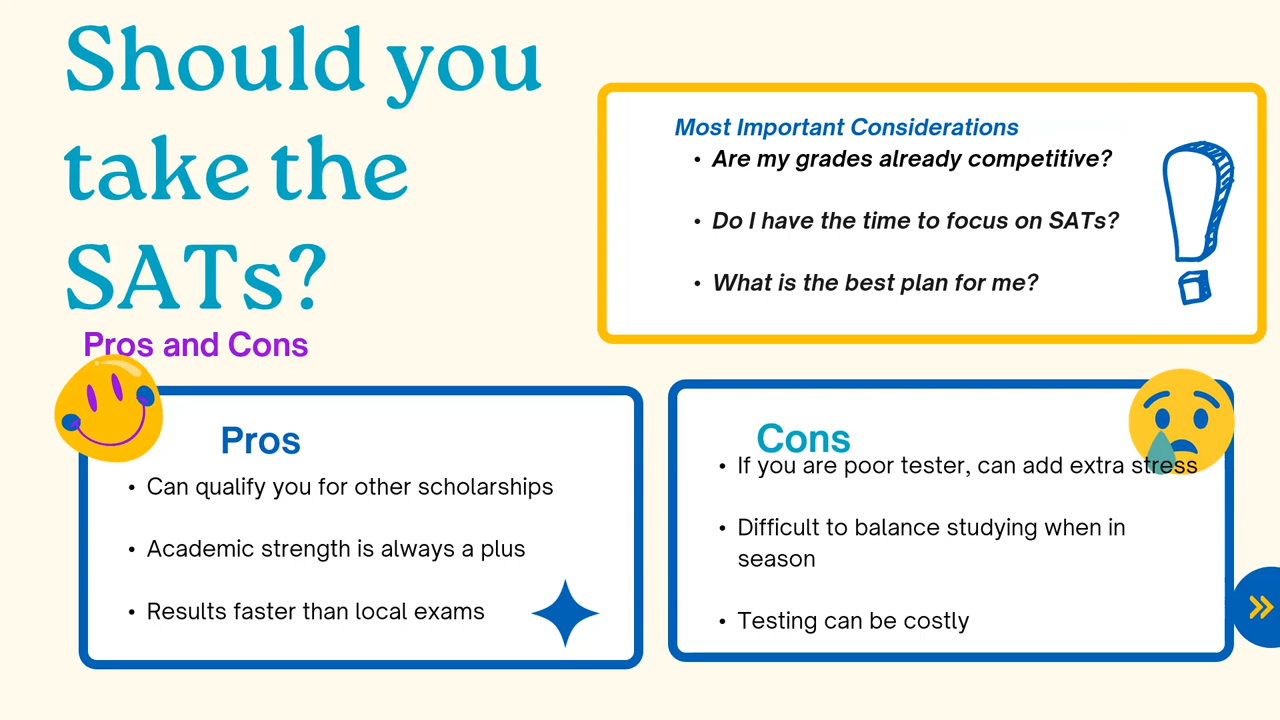 Should you
take the
SATs?
Pros and Cons
Most Important Considerations
• Are my grades already competitive?
• Do I have the time to focus on SATs?
• What is the best plan for me?
Pros
• Can qualify you for other scholarships
• Academic strength is always a plus
• Results faster than local exams
Cons
• If you are poor tester, can add extra stress
• Difficult to balance studying when in
season
• Testing can be costly